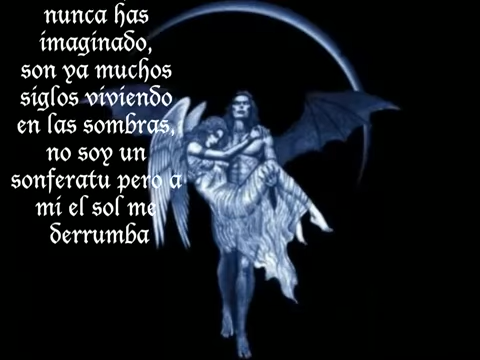 nunca has
imaginado,
son ya muchos
siglos viviendo
en las sombras,
no soy un
sonferatu pero a
mi el sol me
derrumba